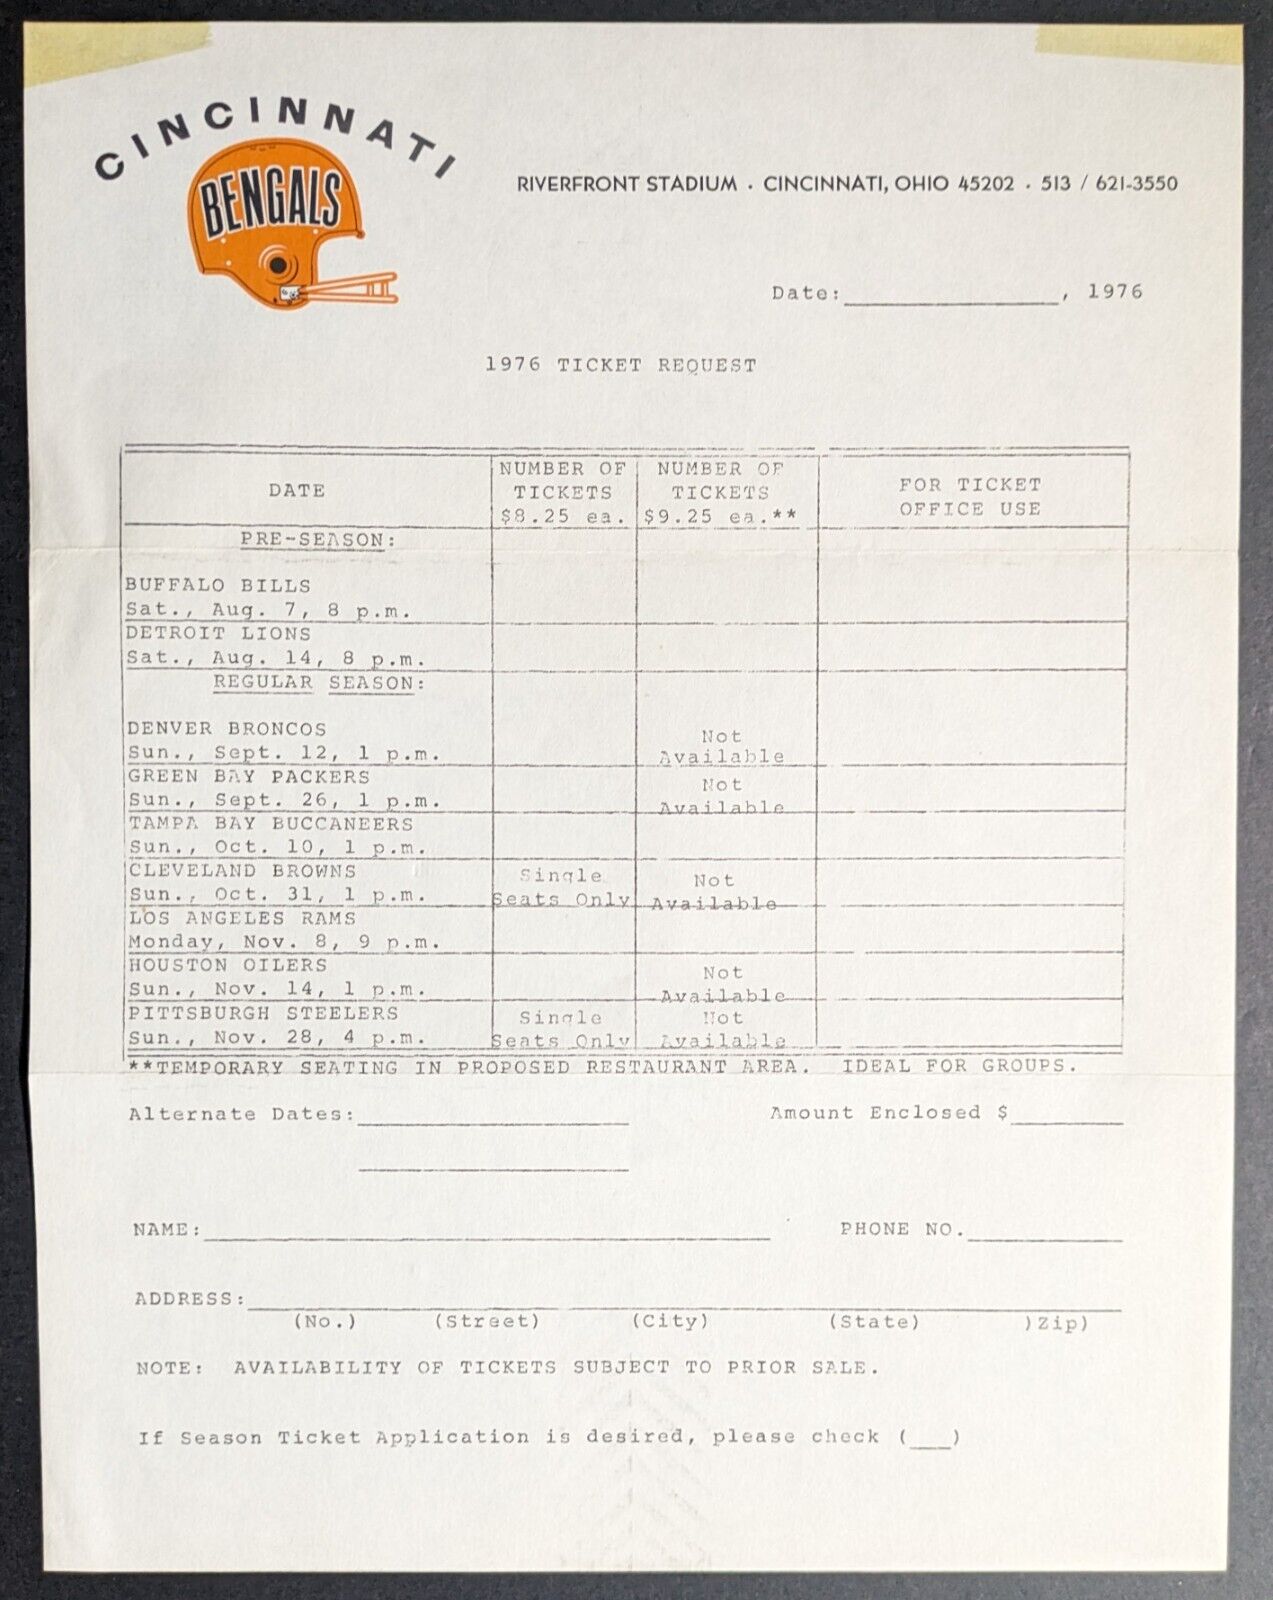 CINCINNATI
BENGALS
RIVERFRONT STADIUM · CINCINNATI, OHIO 45202 · 513 / 621-3550
Date:_______________, 1976
1976 TICKET REQUEST
DATE
NUMBER OF
TICKETS
$8.25 ea.
NUMBER OF
TICKETS
$9.25 ea.**
FOR TICKET
OFFICE USE
PRE-SEASON:
BUFFALO BILLS
Sat., Aug. 7, 8 p.m.
DETROIT LIONS
Sat., Aug. 14, 8 p.m.
REGULAR SEASON:
DENVER BRONCOS
Sun., Sept. 12, 1 p.m.
Not
Available
GREEN BAY PACKERS
Sun., Sept. 26, 1 p.m.
Not
Available
TAMPA BAY BUCCANEERS
Sun., Oct. 10, 1 p.m.
CLEVELAND BROWNS
Sun., Oct. 31, 1 p.m.
Single
Seats Only
Not
Available
LOS ANGELES RAMS
Monday, Nov. 8, 9 p.m.
HOUSTON OILERS
Sun., Nov. 14, 1 p.m.
Not
Available
PITTSBURGH STEELERS
Sun., Nov. 28, 4 p.m.
Single
Seats Only
Not
Available
**TEMPORARY SEATING IN PROPOSED RESTAURANT AREA. IDEAL FOR GROUPS.
Alternate Dates:___________________ Amount Enclosed $________
NAME:________________________________________ PHONE NO.___________
ADDRESS:______________________________________________________________
(No.) (Street) (City) (State) )Zip)
NOTE: AVAILABILITY OF TICKETS SUBJECT TO PRIOR SALE.
If Season Ticket Application is desired, please check (___)